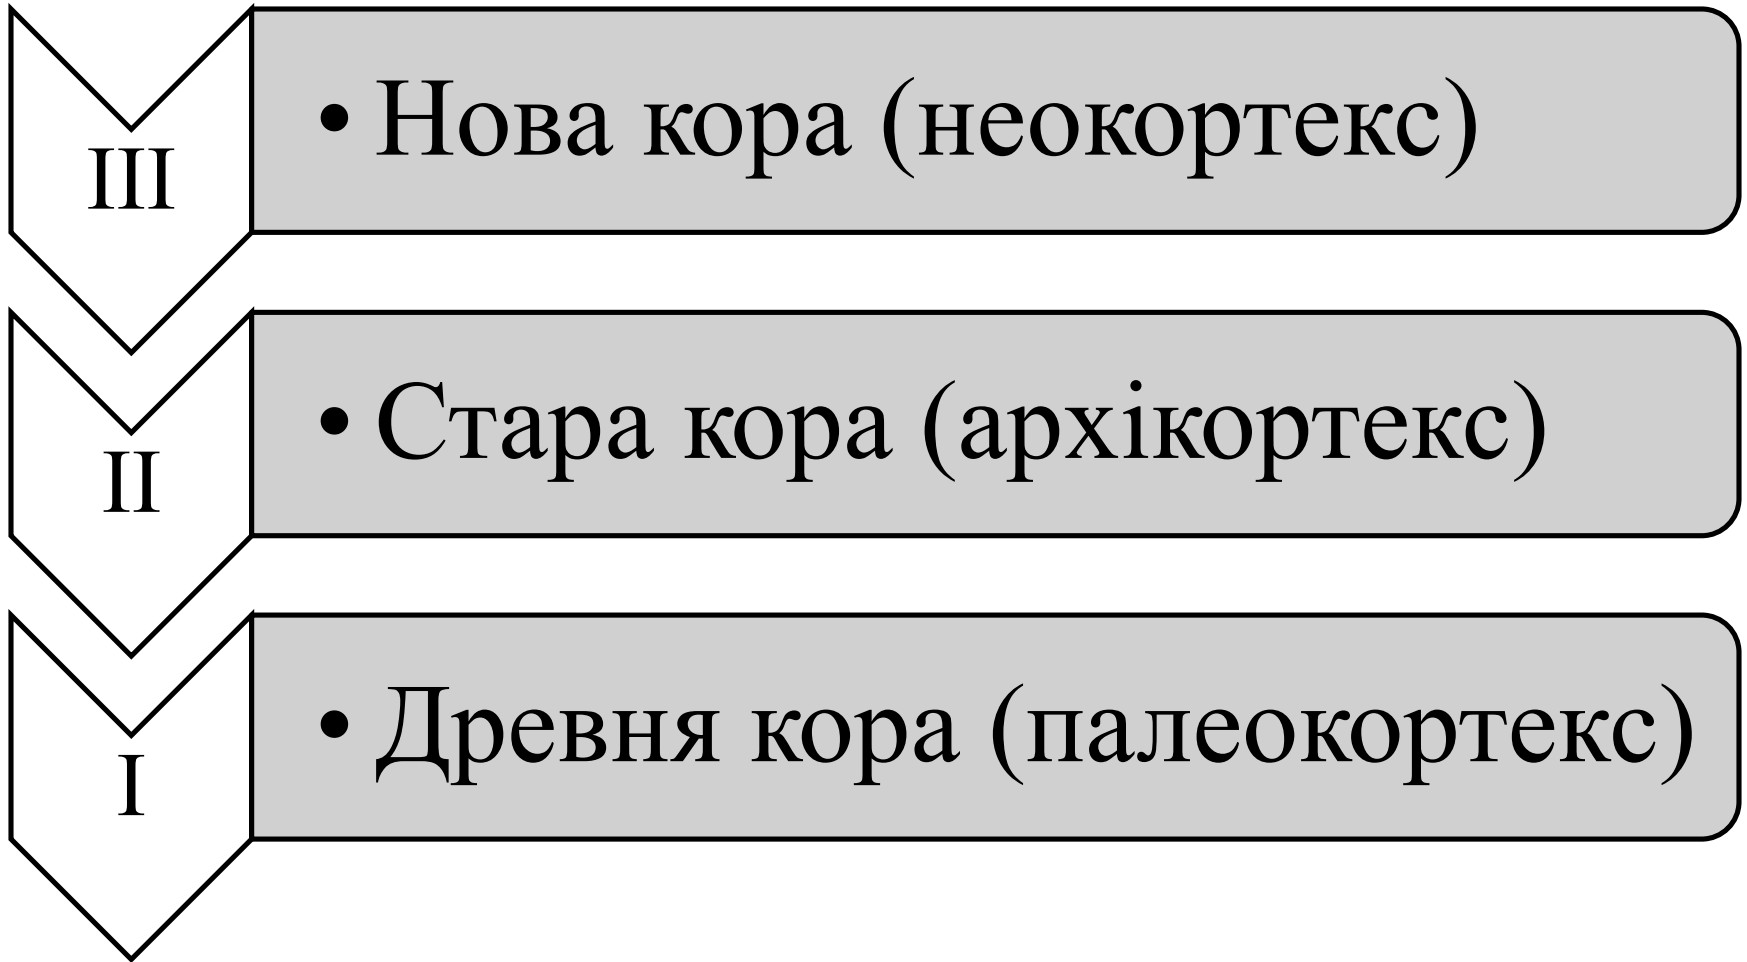 III
• Нова кора (неокортекс)
II
• Стара кора (архікортекс)
I
• Древня кора (палеокортекс)